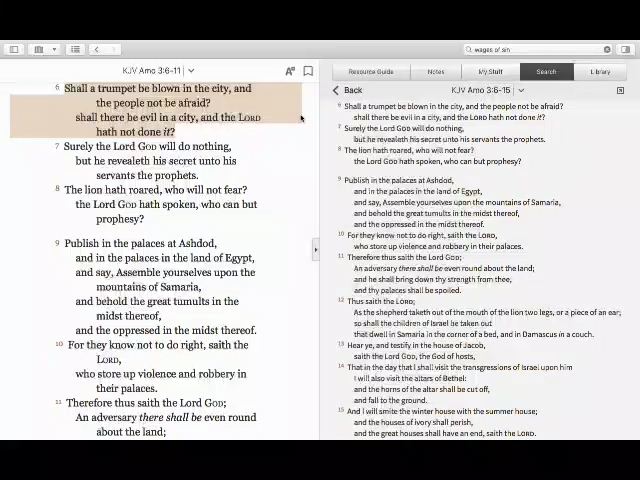 wages of sin
KJV Amo 3:6-11
Resource Guide
Notes
My Stuff
Search
Library
6 Shall a trumpet be blown in the city, and
the people not be afraid?
shall there be evil in a city, and the LORD
hath not done it?
7 Surely the Lord GOD will do nothing,
but he revealeth his secret unto his
servants the prophets.
8 The lion hath roared, who will not fear?
the Lord GOD hath spoken, who can but
prophesy?
9 Publish in the palaces at Ashdod,
and in the palaces in the land of Egypt,
and say, Assemble yourselves upon the
mountains of Samaria,
and behold the great tumults in the
midst thereof,
and the oppressed in the midst thereof.
10 For they know not to do right, saith the
LORD,
who store up violence and robbery in
their palaces.
11 Therefore thus saith the Lord GOD;
An adversary there shall be even round
about the land;
Back
KJV Amo 3:6-15
6 Shall a trumpet be blown in the city, and the people not be afraid?
shall there be evil in a city, and the LORD hath not done it?
7 Surely the Lord GOD will do nothing,
but he revealeth his secret unto his servants the prophets.
8 The lion hath roared, who will not fear?
the Lord GOD hath spoken, who can but prophesy?
9 Publish in the palaces at Ashdod,
and in the palaces in the land of Egypt,
and say, Assemble yourselves upon the mountains of Samaria,
and behold the great tumults in the midst thereof,
and the oppressed in the midst thereof.
10 For they know not to do right, saith the LORD,
who store up violence and robbery in their palaces.
11 Therefore thus saith the Lord GOD;
An adversary there shall be even round about the land;
and he shall bring down thy strength from thee,
and thy palaces shall be spoiled.
12 Thus saith the LORD;
As the shepherd taketh out of the mouth of the lion two legs, or a piece of an ear;
so shall the children of Israel be taken out
that dwell in Samaria in the corner of a bed, and in Damascus in a couch.
13 Hear ye, and testify in the house of Jacob,
saith the Lord GOD, the God of hosts,
14 That in the day that I shall visit the transgressions of Israel upon him
I will also visit the altars of Bethel:
and the horns of the altar shall be cut off,
and fall to the ground.
15 And I will smite the winter house with the summer house;
and the houses of ivory shall perish,
and the great houses shall have an end, saith the LORD.